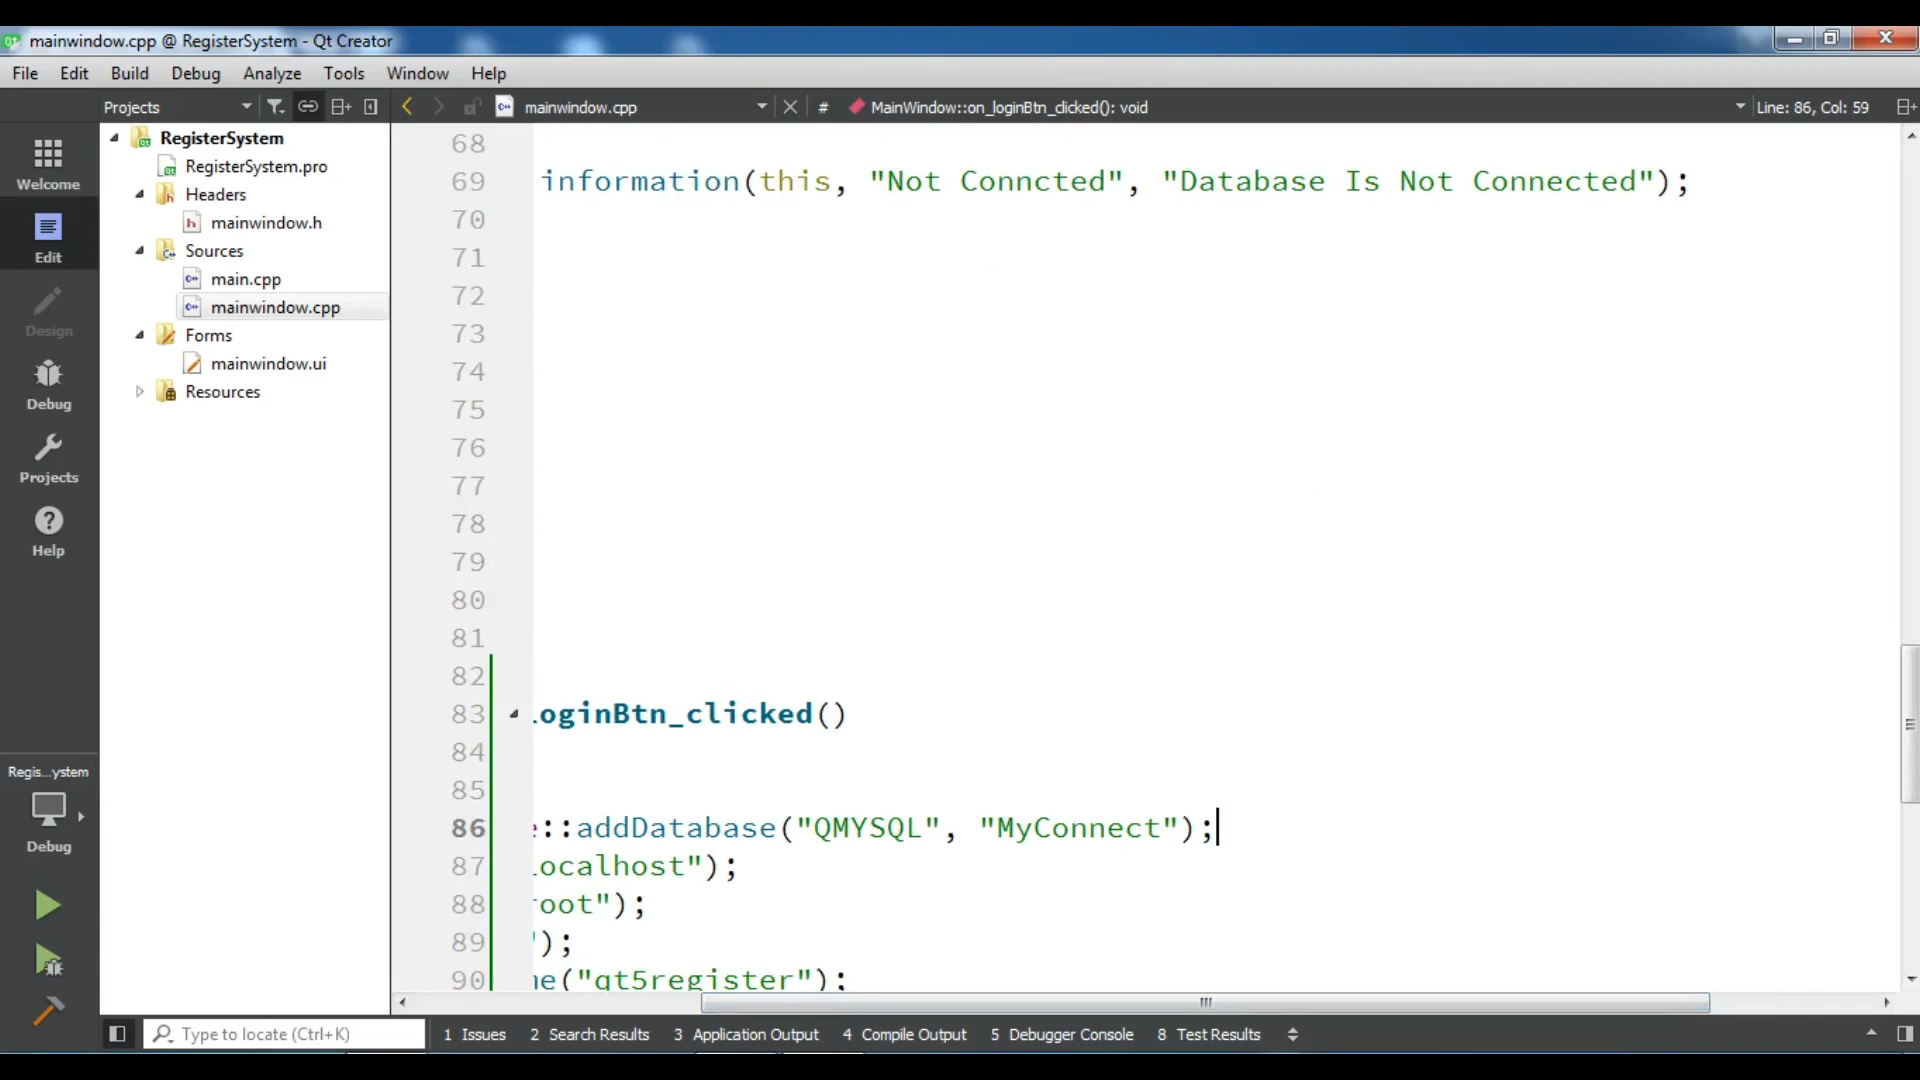 mainwindow.cpp @ RegisterSystem - Qt Creator
File Edit Build Debug Analyze Tools Window Help
Projects mainwindow.cpp # MainWindow::on_loginBtn_clicked(): void Line: 86, Col: 59
Welcome
Edit
Design
Debug
Projects
Help
RegisterSystem
RegisterSystem.pro
Headers
mainwindow.h
Sources
main.cpp
mainwindow.cpp
Forms
mainwindow.ui
Resources
68
69 information(this, "Not Conncted", "Database Is Not Connected");
70
71
72
73
74
75
76
77
78
79
80
81
82
83 loginBtn_clicked()
84
85
86 e::addDatabase("QMYSQL", "MyConnect");
87 localhost");
88 root");
89 ");
90 me("qt5register");
Regis...ystem
Debug
Type to locate (Ctrl+K) 1 Issues 2 Search Results 3 Application Output 4 Compile Output 5 Debugger Console 8 Test Results